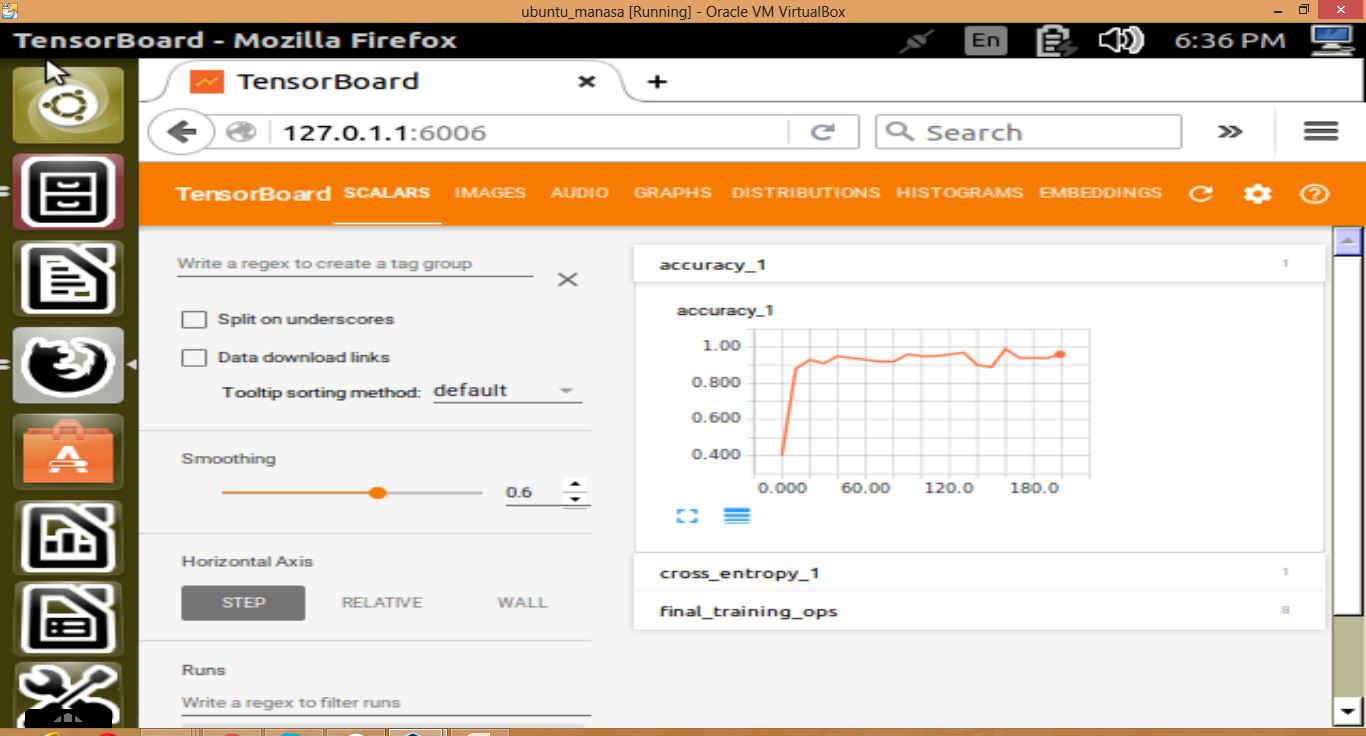 ubuntu_manasa [Running] - Oracle VM VirtualBox
TensorBoard - Mozilla Firefox
En
6:36 PM
TensorBoard
127.0.1.1:6006
Search
TensorBoard SCALARS IMAGES AUDIO GRAPHS DISTRIBUTIONS HISTOGRAMS EMBEDDINGS
Write a regex to create a tag group
Split on underscores
Data download links
Tooltip sorting method: default
Smoothing
0.6
Horizontal Axis
STEP RELATIVE WALL
Runs
Write a regex to filter runs
accuracy_1 1
accuracy_1
1.00
0.800
0.600
0.400
0.000 60.00 120.0 180.0
cross_entropy_1 1
final_training_ops 8